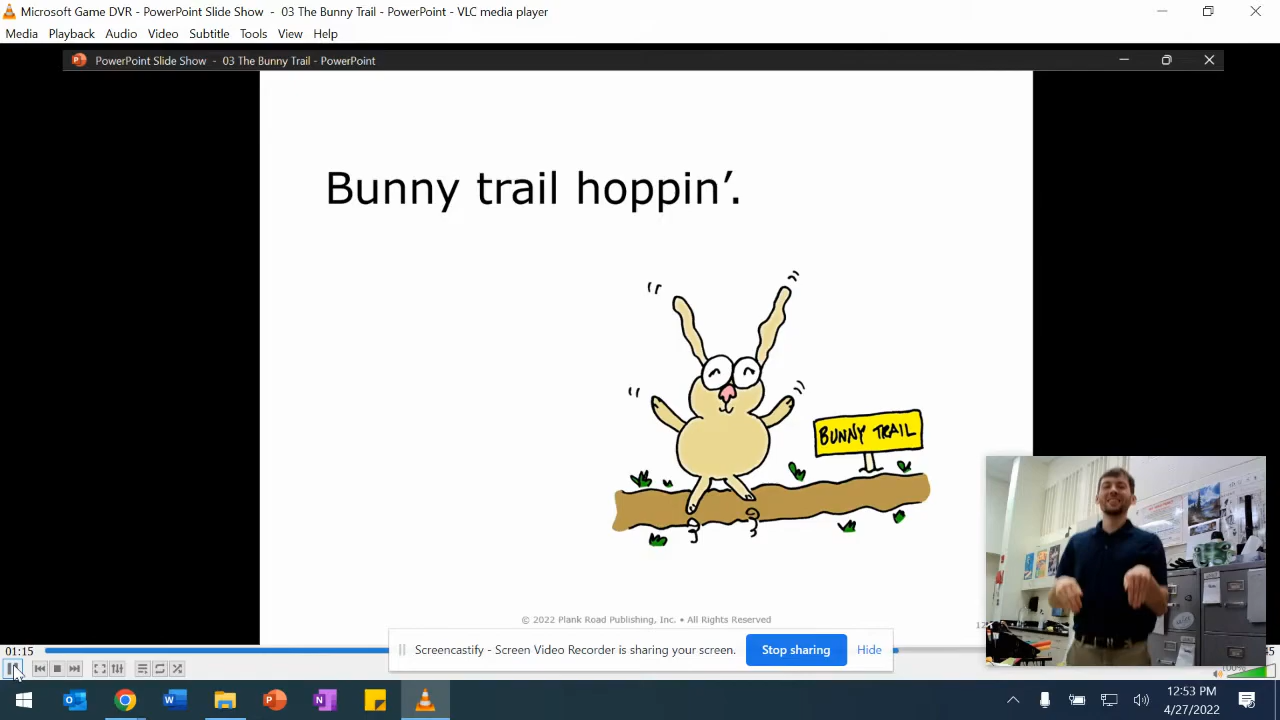 Microsoft Game DVR - PowerPoint Slide Show - 03 The Bunny Trail - PowerPoint - VLC media player
Media Playback Audio Video Subtitle Tools View Help
PowerPoint Slide Show - 03 The Bunny Trail - PowerPoint
Bunny trail hoppin’.
BUNNY TRAIL
© 2022 Plank Road Publishing, Inc. • All Rights Reserved
01:15
Screencastify - Screen Video Recorder is sharing your screen.
Stop sharing
Hide
100%
12:53 PM
4/27/2022